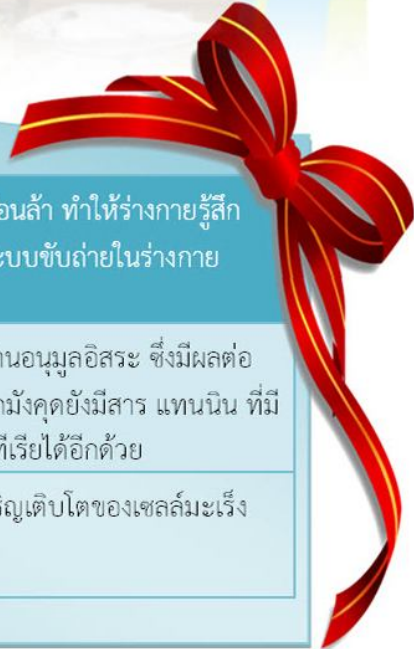 อนล้า ทำให้ร่างกายรู้สึก
ะบบขับถ่ายในร่างกาย
านอนุมูลอิสระ ซึ่งมีผลต่อ
กมังคุดยังมีสาร แทนนิน ที่มี
ทีเรียได้อีกด้วย
ริญเติบโตของเซลล์มะเร็ง